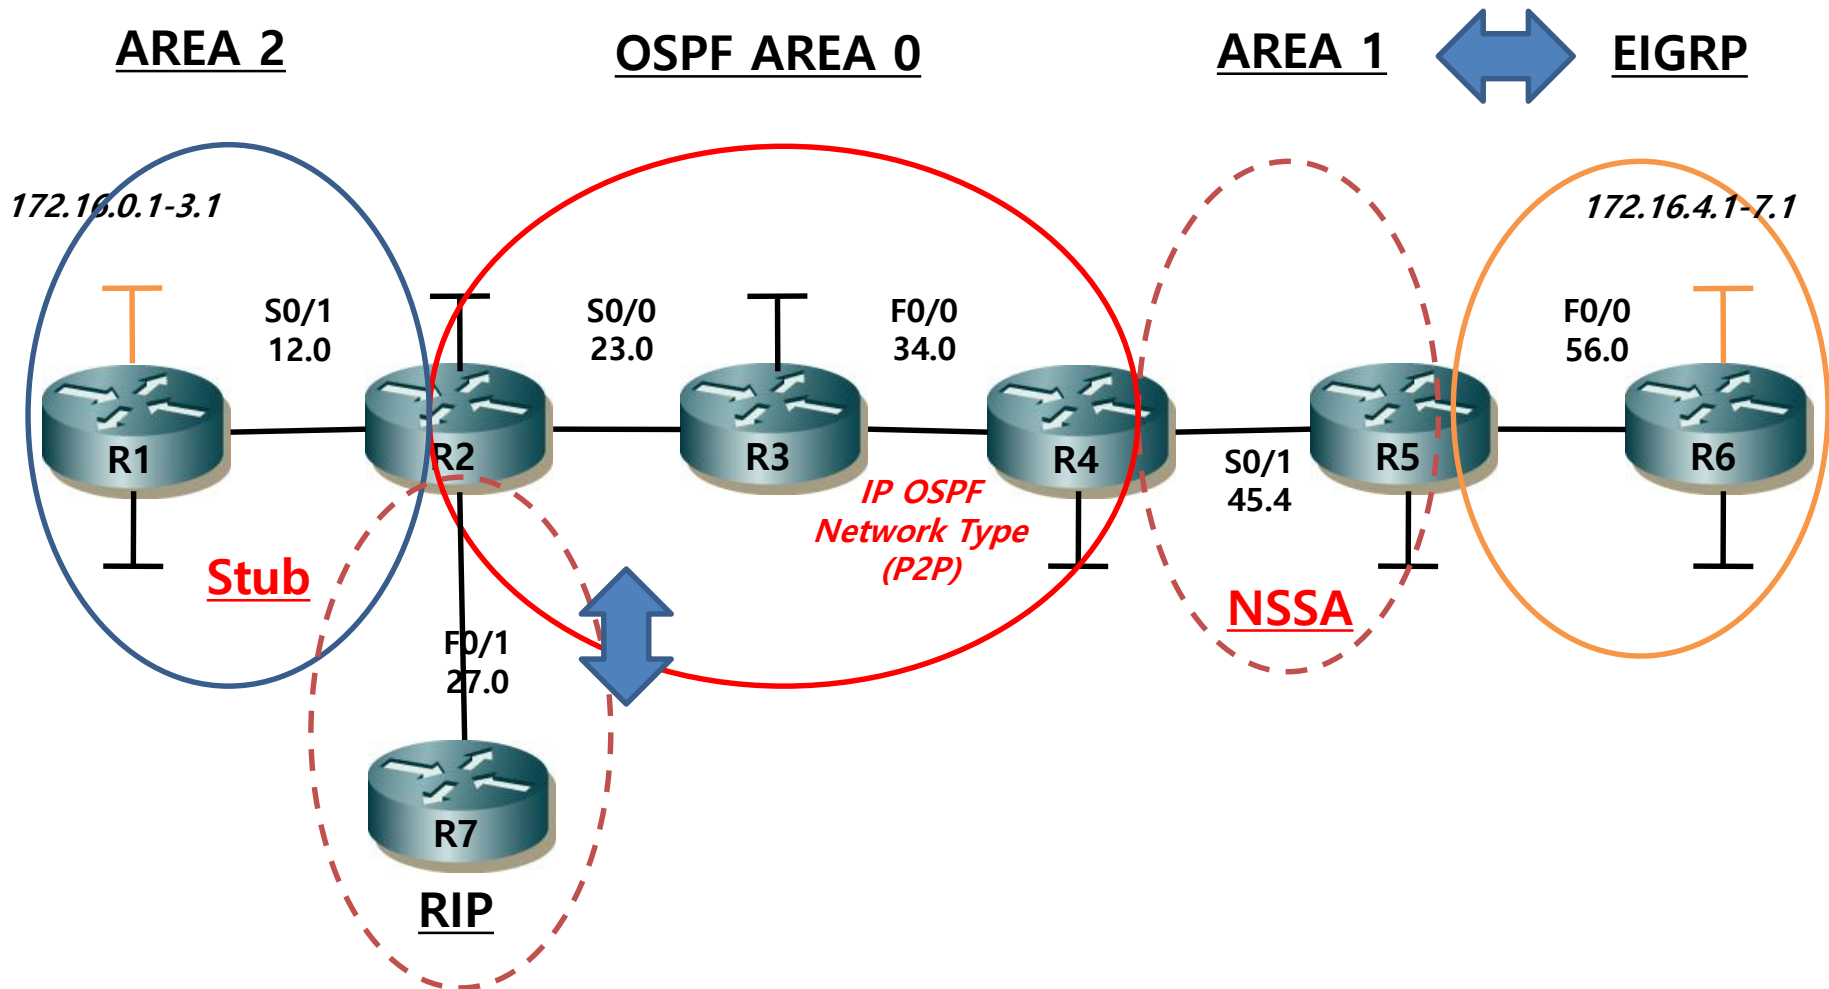 AREA 2
OSPF AREA 0
AREA 1
EIGRP
172.16.0.1-3.1
172.16.4.1-7.1
S0/1
12.0
S0/0
23.0
F0/0
34.0
F0/0
56.0
R1
R2
R3
R4
R5
R6
S0/1
45.4
IP OSPF
Network Type
(P2P)
Stub
NSSA
F0/1
27.0
R7
RIP